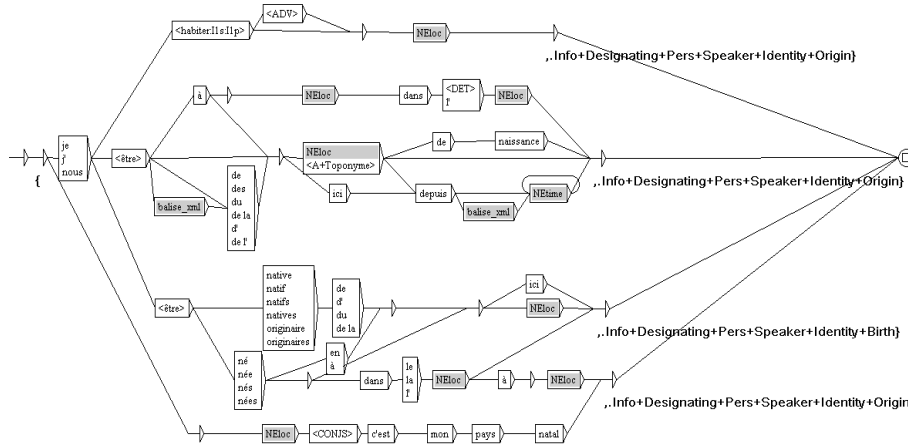 <ADV>
<habiter:I1s:I1p>
NEloc
,.Info+Designating+Pers+Speaker+Identity+Origin}
à
NEloc
dans
<DET>
l'
NEloc
je
j'
nous
{
<être>
NEloc
<A+Toponyme>
de
naissance
,.Info+Designating+Pers+Speaker+Identity+Origin}
ici
depuis
NEtime
balise_xml
balise_xml
de
des
du
de la
d'
de l'
<être>
native
natif
natifs
natives
originaire
originaires
de
d'
du
de la
ici
NEloc
,.Info+Designating+Pers+Speaker+Identity+Birth}
né
née
nés
nées
en
à
dans
le
la
l'
NEloc
à
NEloc
,.Info+Designating+Pers+Speaker+Identity+Origin
NEloc
<CONJS>
c'est
mon
pays
natal